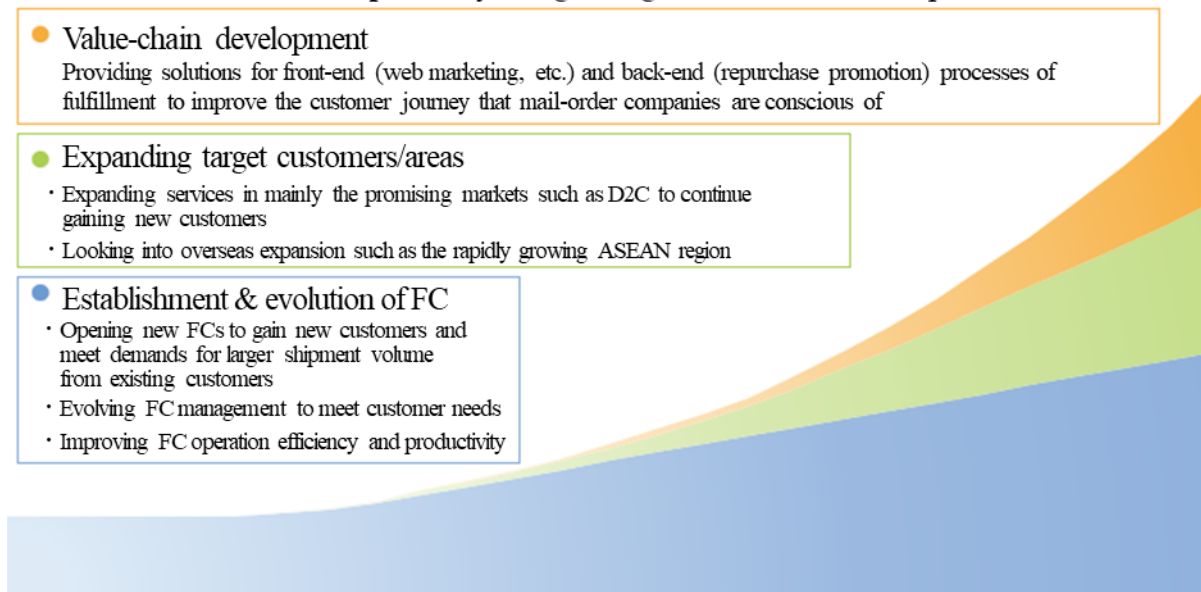 Value-chain development
Providing solutions for front-end (web marketing, etc.) and back-end (repurchase promotion) processes of
fulfillment to improve the customer journey that mail-order companies are conscious of
Expanding target customers/areas
・Expanding services in mainly the promising markets such as D2C to continue
gaining new customers
・Looking into overseas expansion such as the rapidly growing ASEAN region
Establishment & evolution of FC
・Opening new FCs to gain new customers and
meet demands for larger shipment volume
from existing customers
・Evolving FC management to meet customer needs
・Improving FC operation efficiency and productivity